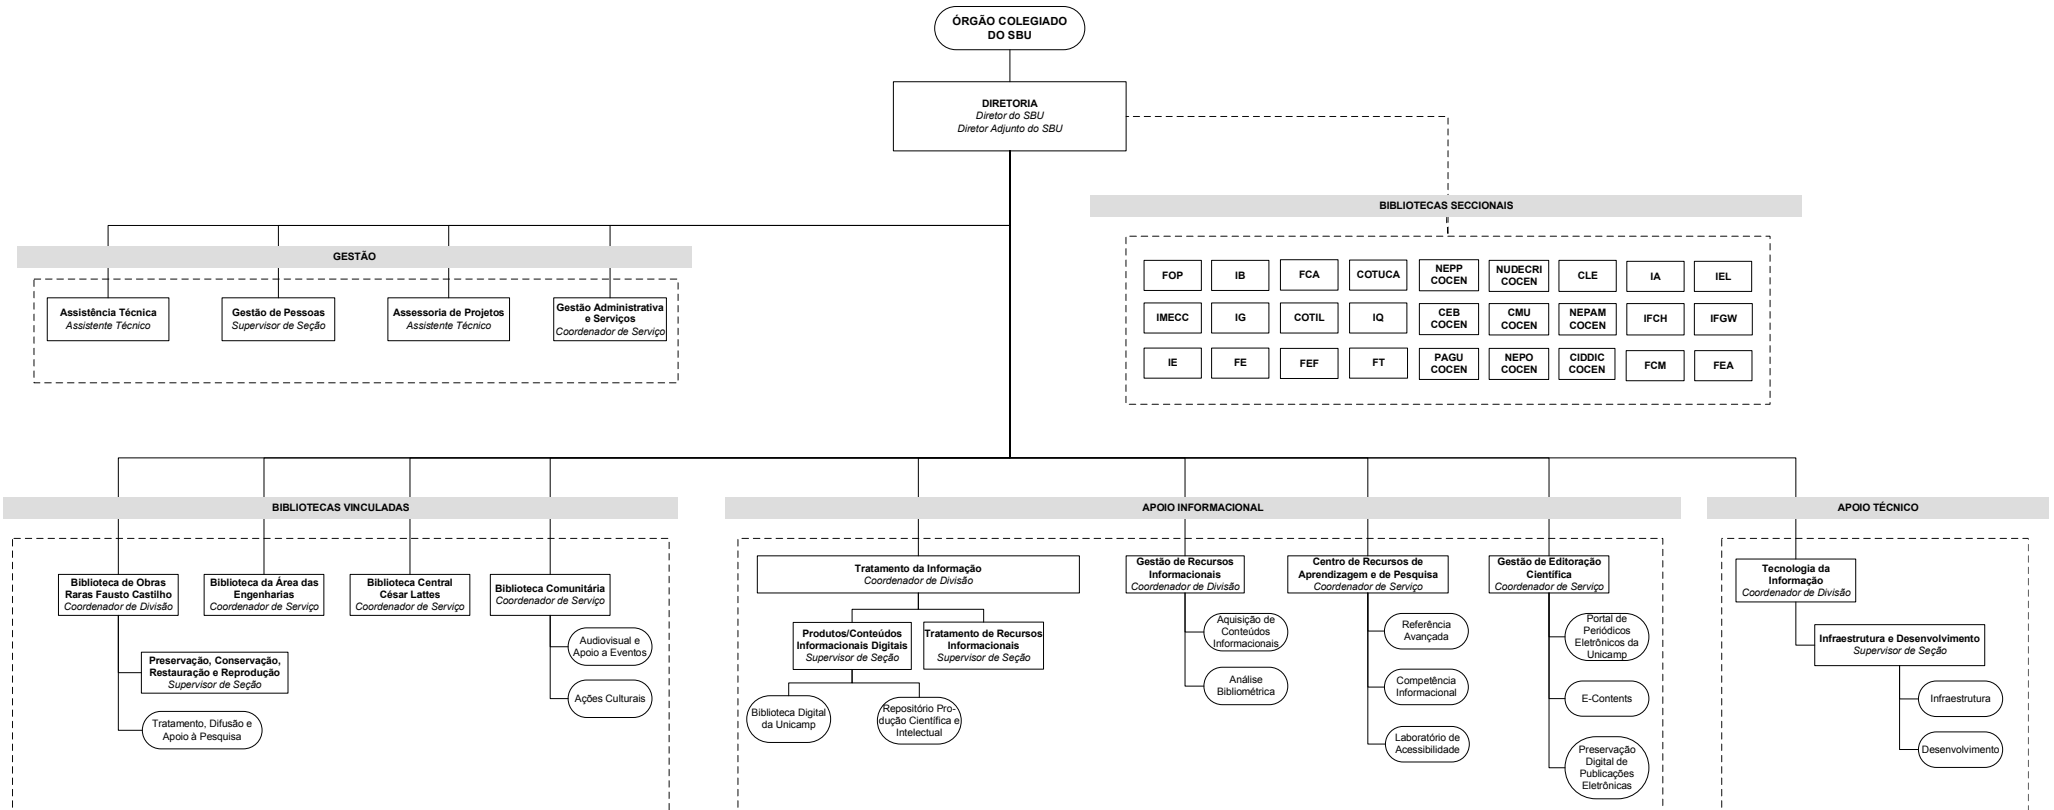 ÓRGÃO COLEGIADO
DO SBU
DIRETORIA
Diretor do SBU
Diretor Adjunto do SBU
BIBLIOTECAS SECCIONAIS
FOP
IB
FCA
COTUCA
NEPP
COCEN
NUDECRI
COCEN
CLE
IA
IEL
IMECC
IG
COTIL
IQ
CEB
COCEN
CMU
COCEN
NEPAM
COCEN
IFCH
IFGW
IE
FE
FEF
FT
PAGU
COCEN
NEPO
COCEN
CIDDIC
COCEN
FCM
FEA
GESTÃO
Assistência Técnica
Assistente Técnico
Gestão de Pessoas
Supervisor de Seção
Assessoria de Projetos
Assistente Técnico
Gestão Administrativa
e Serviços
Coordenador de Serviço
BIBLIOTECAS VINCULADAS
Biblioteca de Obras
Raras Fausto Castilho
Coordenador de Divisão
Preservação, Conservação,
Restauração e Reprodução
Supervisor de Seção
Tratamento, Difusão e
Apoio à Pesquisa
Biblioteca da Área das
Engenharias
Coordenador de Serviço
Biblioteca Central
César Lattes
Coordenador de Serviço
Biblioteca Comunitária
Coordenador de Serviço
Audiovisual e
Apoio a Eventos
Ações Culturais
APOIO INFORMACIONAL
Tratamento da Informação
Coordenador de Divisão
Produtos/Conteúdos
Informacionais Digitais
Supervisor de Seção
Tratamento de Recursos
Informacionais
Supervisor de Seção
Biblioteca Digital
da Unicamp
Repositório Pro-
dução Científica e
Intelectual
Gestão de Recursos
Informacionais
Coordenador de Divisão
Aquisição de
Conteúdos
Informacionais
Análise
Bibliométrica
Centro de Recursos de
Aprendizagem e de Pesquisa
Coordenador de Serviço
Referência
Avançada
Competência
Informacional
Laboratório de
Acessibilidade
Gestão de Editoração
Científica
Coordenador de Serviço
Portal de
Periódicos
Eletrônicos da
Unicamp
E-Contents
Preservação
Digital de
Publicações
Eletrônicas
APOIO TÉCNICO
Tecnologia da
Informação
Coordenador de Divisão
Infraestrutura e Desenvolvimento
Supervisor de Seção
Infraestrutura
Desenvolvimento